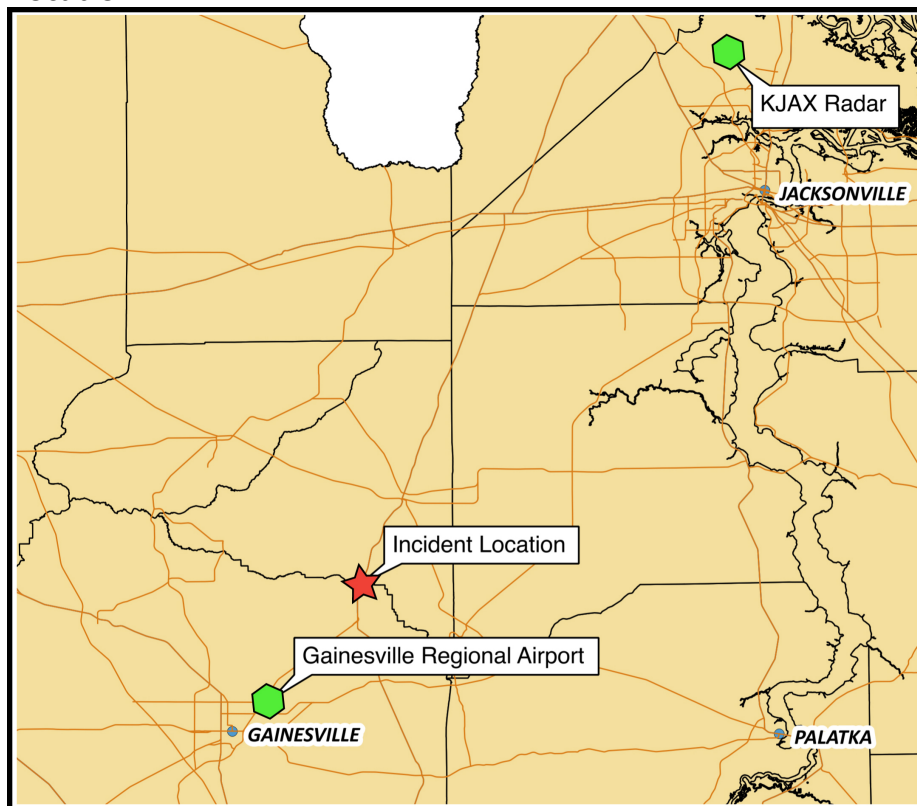 KJAX Radar
JACKSONVILLE
Incident Location
Gainesville Regional Airport
GAINESVILLE
PALATKA